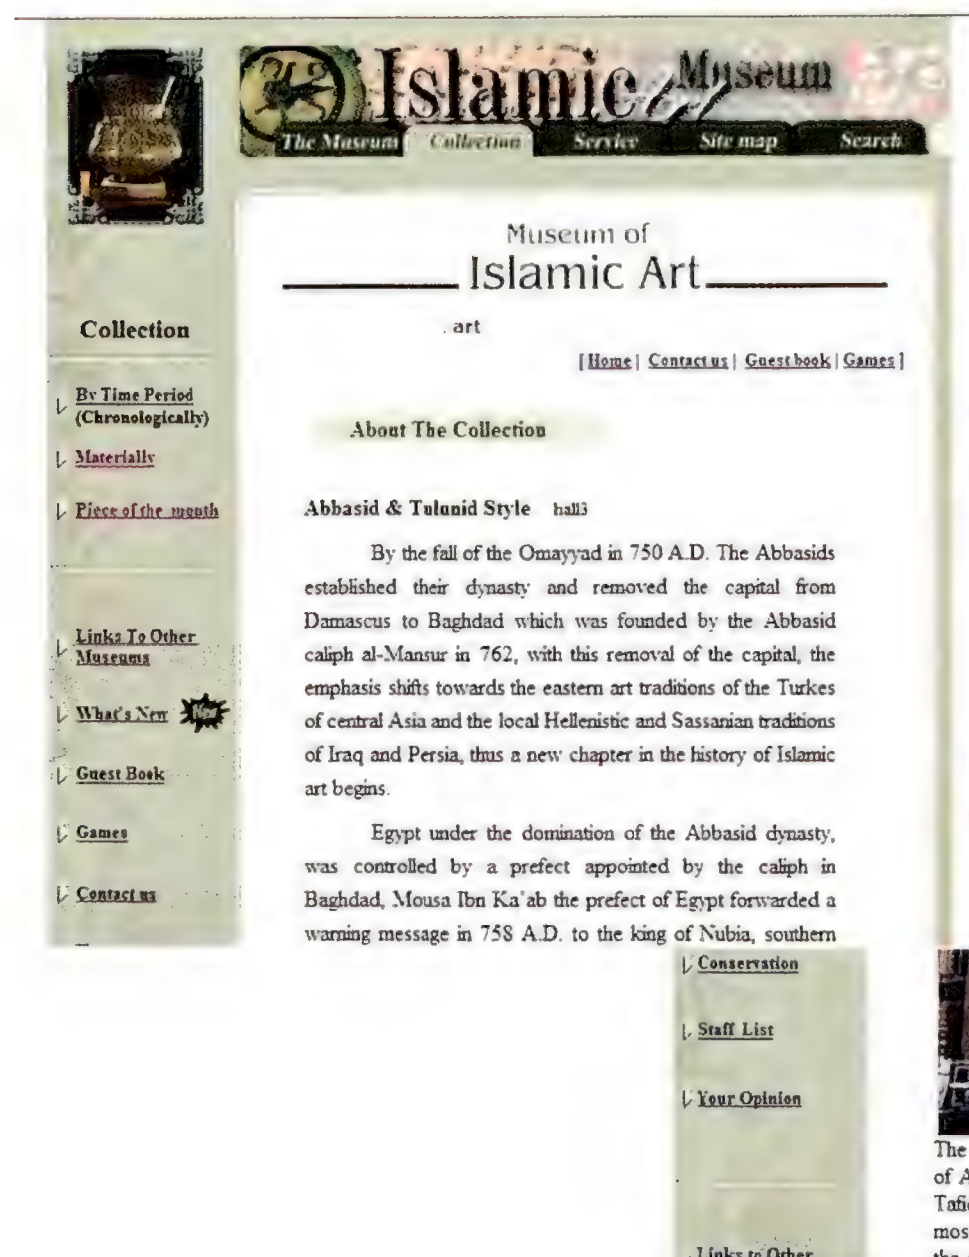 Islamic Museum
The Museum Collection Service Site map Search
Museum of
Islamic Art
. art
[ Home | Contact us | Guest book | Games ]
Collection
By Time Period
(Chronologically)
Materially
Piece of the month
Links To Other
Museums
What's New New
Guest Book
Games
Contact us
About The Collection
Abbasid & Tulunid Style hall3
By the fall of the Omayyad in 750 A.D. The Abbasids
established their dynasty and removed the capital from
Damascus to Baghdad which was founded by the Abbasid
caliph al-Mansur in 762, with this removal of the capital, the
emphasis shifts towards the eastern art traditions of the Turkes
of central Asia and the local Hellenistic and Sassanian traditions
of Iraq and Persia, thus a new chapter in the history of Islamic
art begins.
Egypt under the domination of the Abbasid dynasty,
was controlled by a prefect appointed by the caliph in
Baghdad, Mousa Ibn Ka'ab the prefect of Egypt forwarded a
warning message in 758 A.D. to the king of Nubia, southern
Conservation
Staff List
Your Opinion
Links to Other
The
of A
Tafi
mos